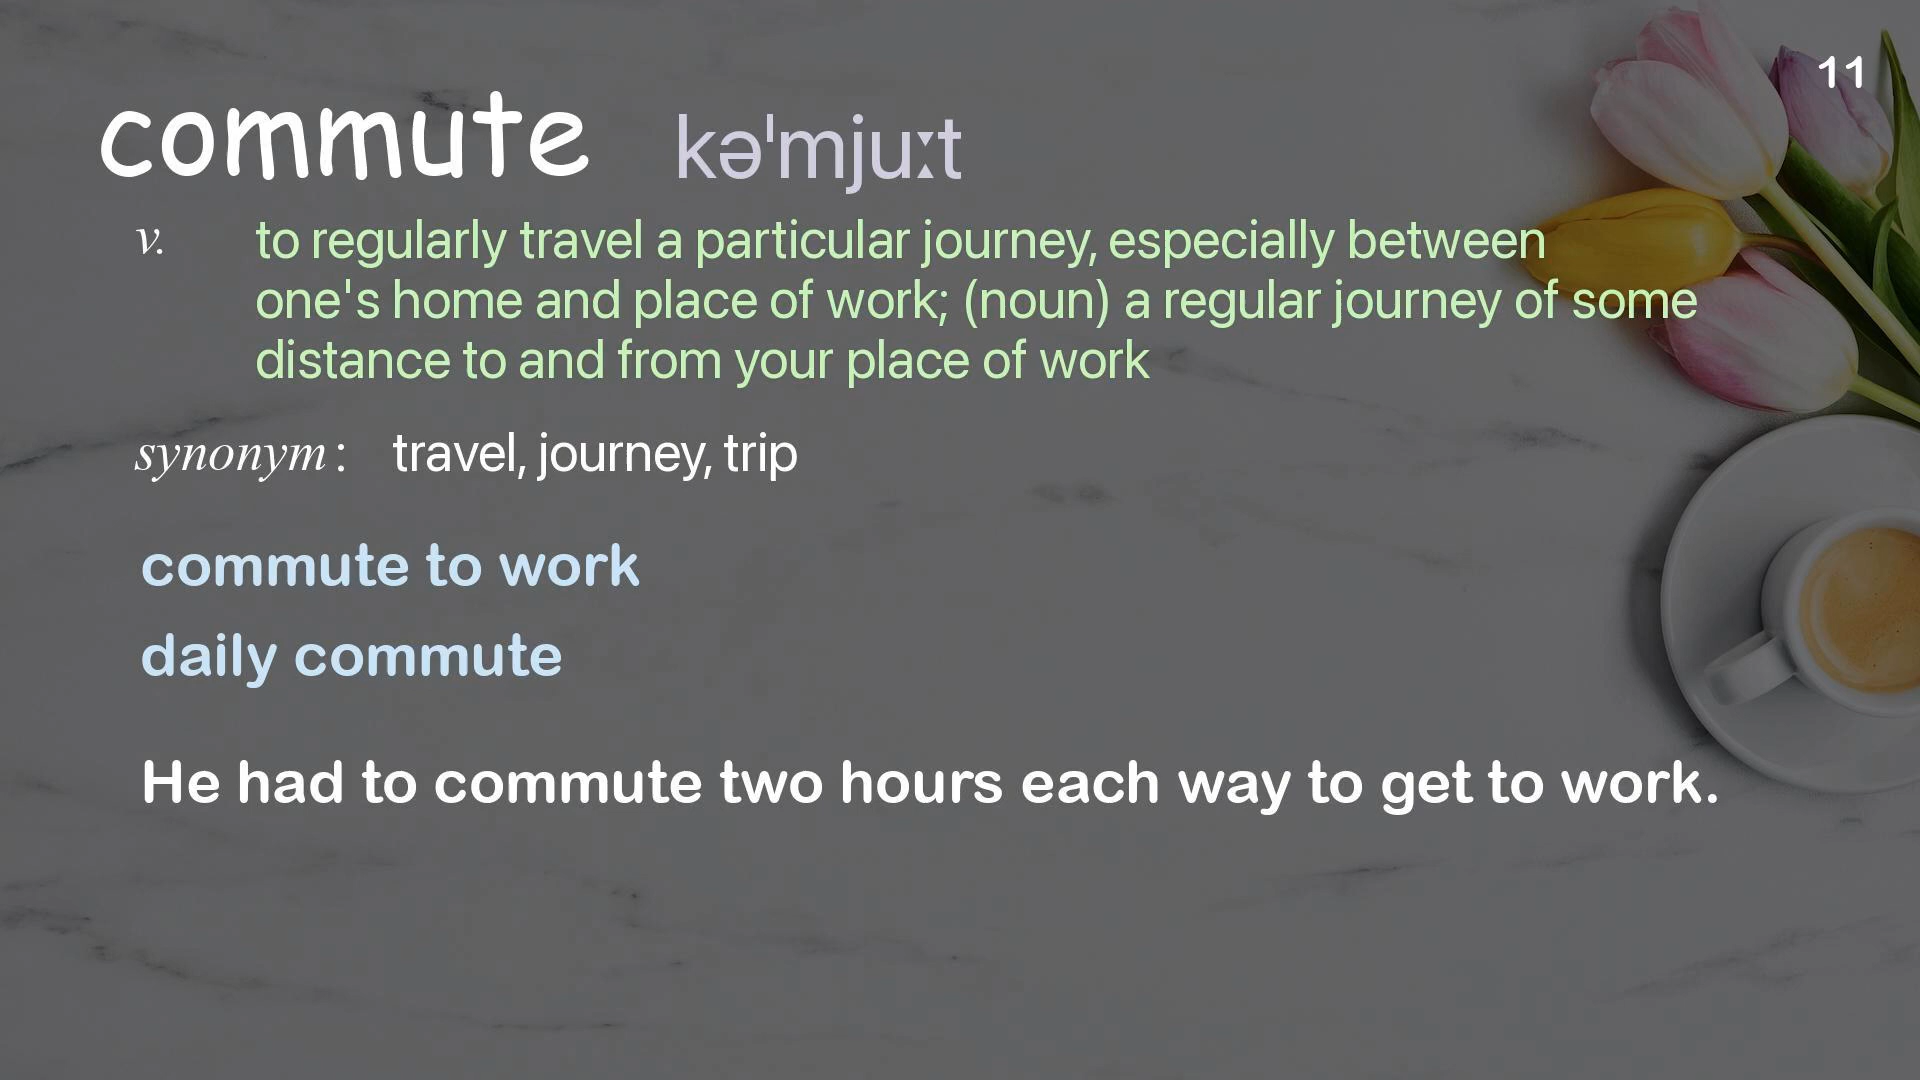 11
commute kəˈmjuːt
v. to regularly travel a particular journey, especially between
one's home and place of work; (noun) a regular journey of some
distance to and from your place of work
synonym : travel, journey, trip
commute to work
daily commute
He had to commute two hours each way to get to work.